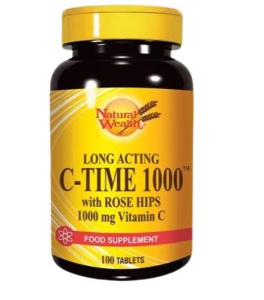 Natural
Wealth
LONG ACTING
C-TIME 1000™
with ROSE HIPS
1000 mg Vitamin C
FOOD SUPPLEMENT
100 TABLETS